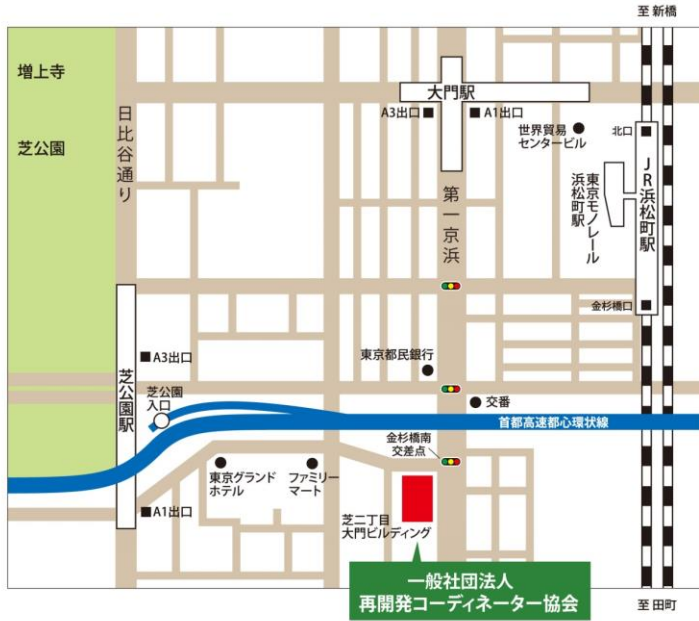 至 新橋
増上寺
芝公園
日比谷通り
大門駅
A3出口
A1出口
世界貿易
センタービル
北口
JR浜松町駅
東京モノレール
浜松町駅
第一京浜
金杉橋口
A3出口
東京都民銀行
芝公園駅
芝公園
入口
交番
首都高速都心環状線
金杉橋南
交差点
東京グランド
ホテル
ファミリー
マート
A1出口
芝二丁目
大門ビルディング
一般社団法人
再開発コーディネーター協会
至 田町